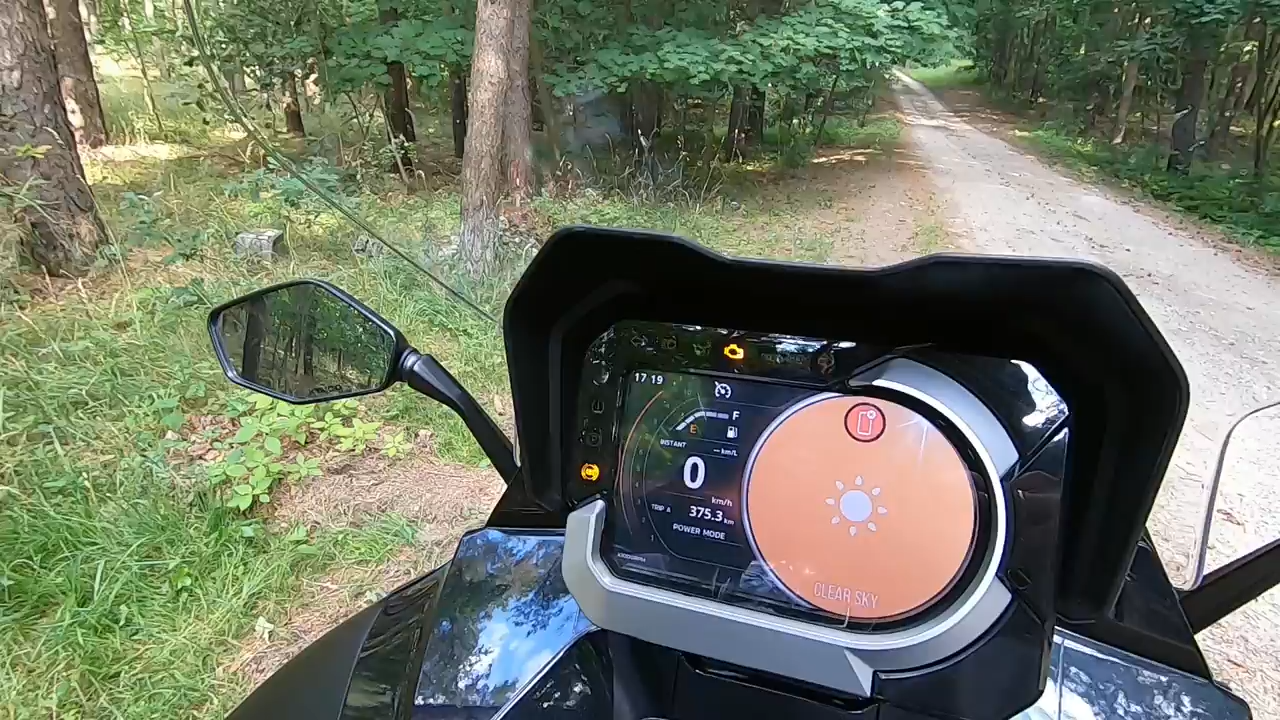 17 19
F
E
INSTANT
-- km/L
0
km/h
TRIP A
375.3 km
POWER MODE
CLEAR SKY